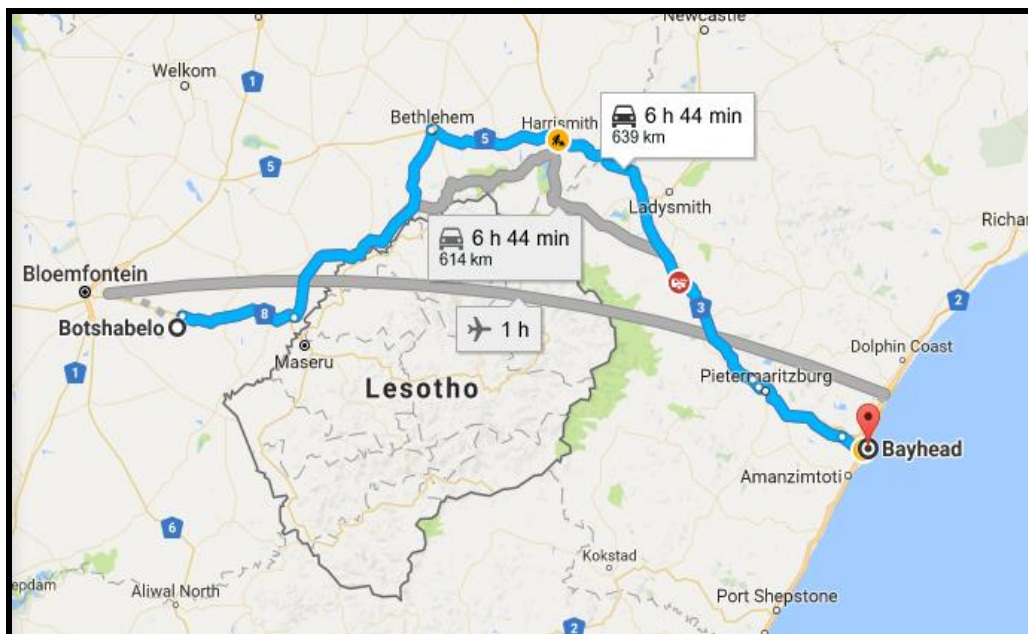 Newcastle
Welkom
1
Bethlehem
Harrismith
6 h 44 min
639 km
5
5
Ladysmith
Richar
6 h 44 min
614 km
Bloemfontein
8
3
2
Botshabelo
1 h
Maseru
Dolphin Coast
1
Lesotho
Pietermaritzburg
Bayhead
Amanzimtoti
6
Kokstad
epdam
Aliwal North
Port Shepstone
2